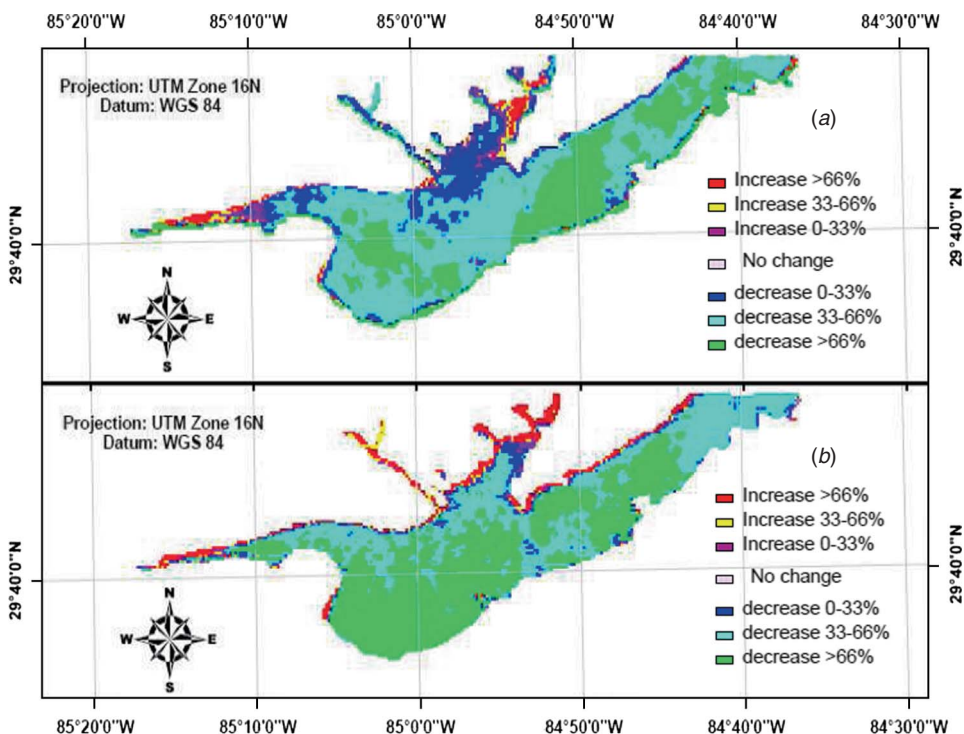 85°20'0"W 85°10'0"W 85°0'0"W 84°50'0"W 84°40'0"W 84°30'0"W
Projection: UTM Zone 16N
Datum: WGS 84
(a)
Increase >66%
Increase 33-66%
Increase 0-33%
No change
decrease 0-33%
decrease 33-66%
decrease >66%
29°40'0"N
29°40'0"N
N
W E
S
Projection: UTM Zone 16N
Datum: WGS 84
(b)
Increase >66%
Increase 33-66%
Increase 0-33%
No change
decrease 0-33%
decrease 33-66%
decrease >66%
29°40'0"N
29°40'0"N
N
W E
S
85°20'0"W 85°10'0"W 85°0'0"W 84°50'0"W 84°40'0"W 84°30'0"W